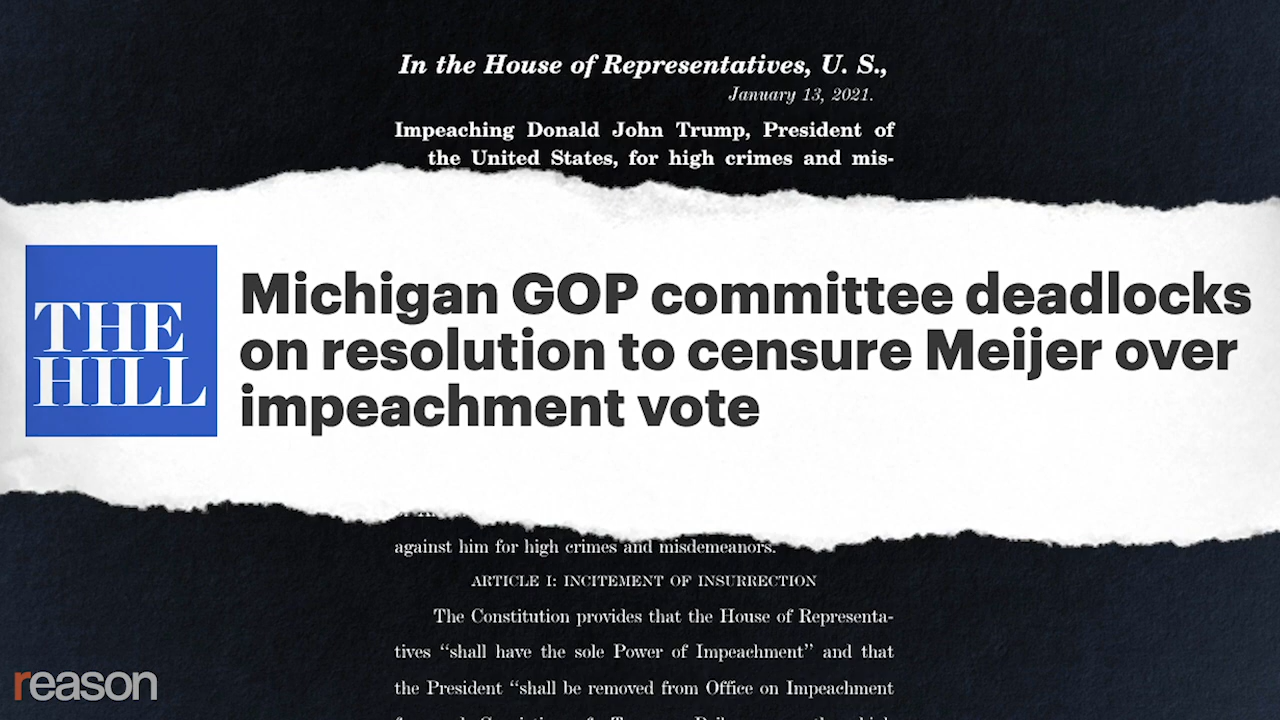 In the House of Representatives, U. S.,
January 13, 2021.
Impeaching Donald John Trump, President of
the United States, for high crimes and mis-
THE
HILL
Michigan GOP committee deadlocks
on resolution to censure Meijer over
impeachment vote
against him for high crimes and misdemeanors.
ARTICLE I: INCITEMENT OF INSURRECTION
The Constitution provides that the House of Representa-
tives “shall have the sole Power of Impeachment” and that
the President “shall be removed from Office on Impeachment
reason